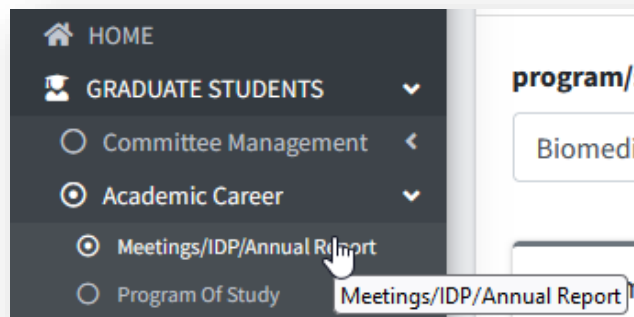 HOME
GRADUATE STUDENTS
Committee Management
Academic Career
Meetings/IDP/Annual Report
Program Of Study
program/
Biomedi
Meetings/IDP/Annual Report